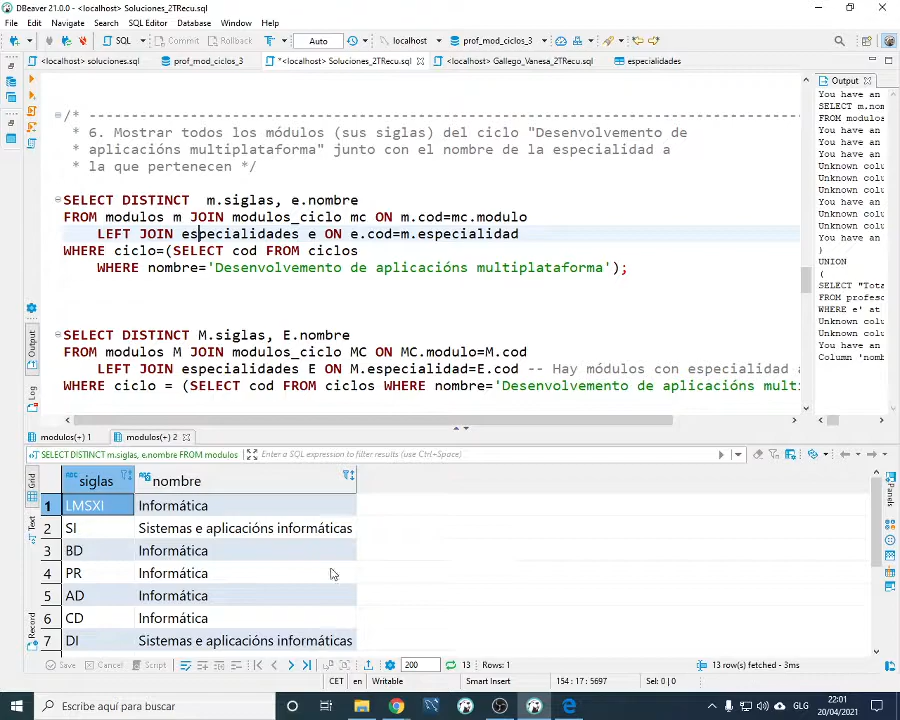 DBeaver 21.0.0 - <localhost> Soluciones_2TRecu.sql
File Edit Navigate Search SQL Editor Database Window Help
SQL Commit Rollback T Auto localhost prof_mod_ciclos_3
<localhost> soluciones.sql prof_mod_ciclos_3 *<localhost> Soluciones_2TRecu.sql <localhost> Gallego_Vanesa_2TRecu.sql especialidades
/* ----------------------------------------------------------------------------------------
* 6. Mostrar todos los módulos (sus siglas) del ciclo "Desenvolvemento de
* aplicacións multiplataforma" junto con el nombre de la especialidad a
* la que pertenecen */
SELECT DISTINCT m.siglas, e.nombre
FROM modulos m JOIN modulos_ciclo mc ON m.cod=mc.modulo
LEFT JOIN especialidades e ON e.cod=m.especialidad
WHERE ciclo=(SELECT cod FROM ciclos
WHERE nombre='Desenvolvemento de aplicacións multiplataforma');
SELECT DISTINCT M.siglas, E.nombre
FROM modulos M JOIN modulos_ciclo MC ON MC.modulo=M.cod
LEFT JOIN especialidades E ON M.especialidad=E.cod -- Hay módulos con especialidad
WHERE ciclo = (SELECT cod FROM ciclos WHERE nombre='Desenvolvemento de aplicacións multi
Output
You have an
SELECT m.nom
FROM modulos
You have an
You have an
You have an
Unknown colu
Unknown colu
Unknown colu
You have an
Unknown colu
Unknown colu
You have an
)
UNION
(
SELECT "Tota
FROM profeso
WHERE e' at
Unknown colu
Unknown colu
You have an
Column 'nomb
Output
Log
modulos(+) 1 modulos(+) 2
SELECT DISTINCT m.siglas, e.nombre FROM modulos Enter a SQL expression to filter results (use Ctrl+Space)
Grid
Text
Record
Panels
siglas nombre
1 LMSXI Informática
2 SI Sistemas e aplicacións informáticas
3 BD Informática
4 PR Informática
5 AD Informática
6 CD Informática
7 DI Sistemas e aplicacións informáticas
Save Cancel Script 200 13 Rows: 1 13 row(s) fetched - 3ms
CET en Writable Smart Insert 154 : 17 : 5697 Sel: 0 | 0
Escribe aquí para buscar
GLG
22:01
20/04/2021